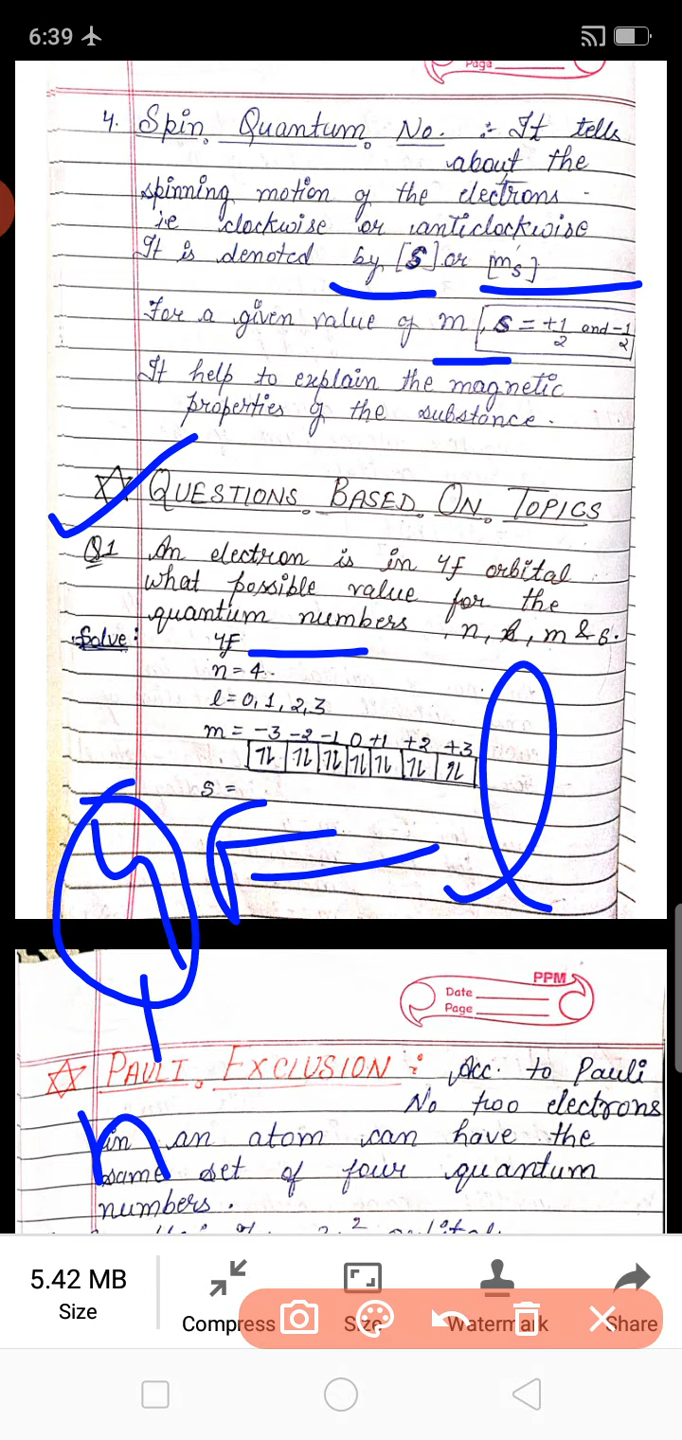 6:39
Page
4. Spin Quantum No. :- It tells
about the
spinning motion of the electrons -
ie clockwise or anticlockwise
It is denoted by [S] or [ms]
For a given value of m, s = +1/2 and -1/2
It help to explain the magnetic
properties of the substance.
QUESTIONS BASED ON TOPICS
Q1 An electron is in 4f orbital
what possible value for the
quantum numbers, n, l, m & s.
Solve: 4f
n = 4
l = 0, 1, 2, 3
m = -3 -2 -1 0 +1 +2 +3
s =
n
PPM
Date
Page
PAULI EXCLUSION : Acc. to Pauli
No two electrons
in an atom can have the
same set of four quantum
numbers.
5.42 MB
Size
Compress
Size
Watermark
Share